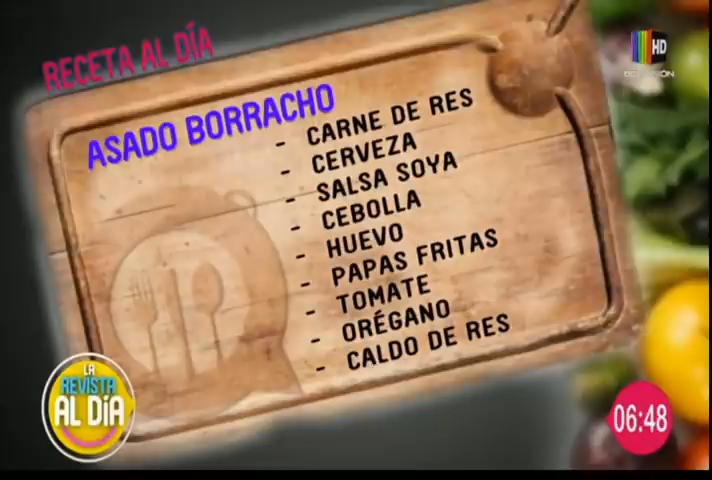 RECETA AL DÍA
ASADO BORRACHO
- CARNE DE RES
- CERVEZA
- SALSA SOYA
- CEBOLLA
- HUEVO
- PAPAS FRITAS
- TOMATE
- ORÉGANO
- CALDO DE RES
HD
LA
REVISTA
AL DÍA
06:48